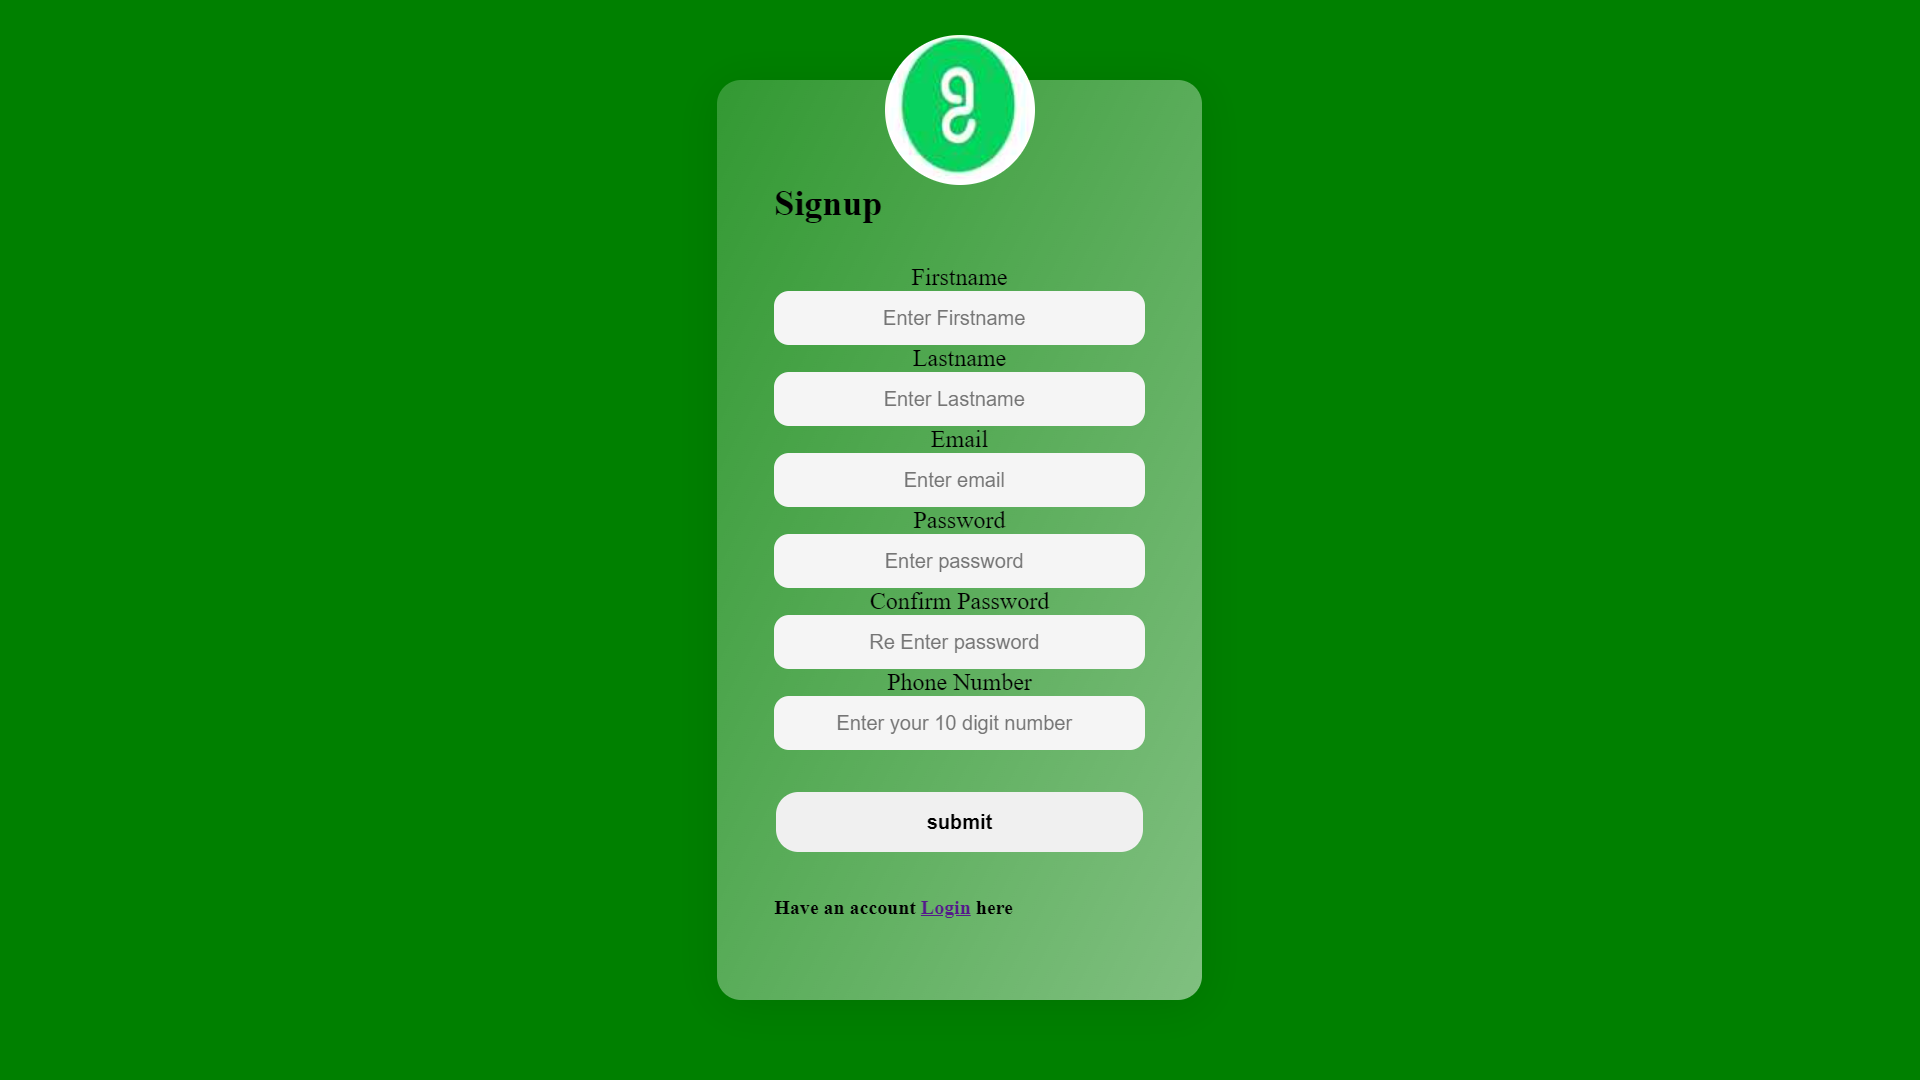 Signup
Firstname
Enter Firstname
Lastname
Enter Lastname
Email
Enter email
Password
Enter password
Confirm Password
Re Enter password
Phone Number
Enter your 10 digit number
submit
Have an account Login here